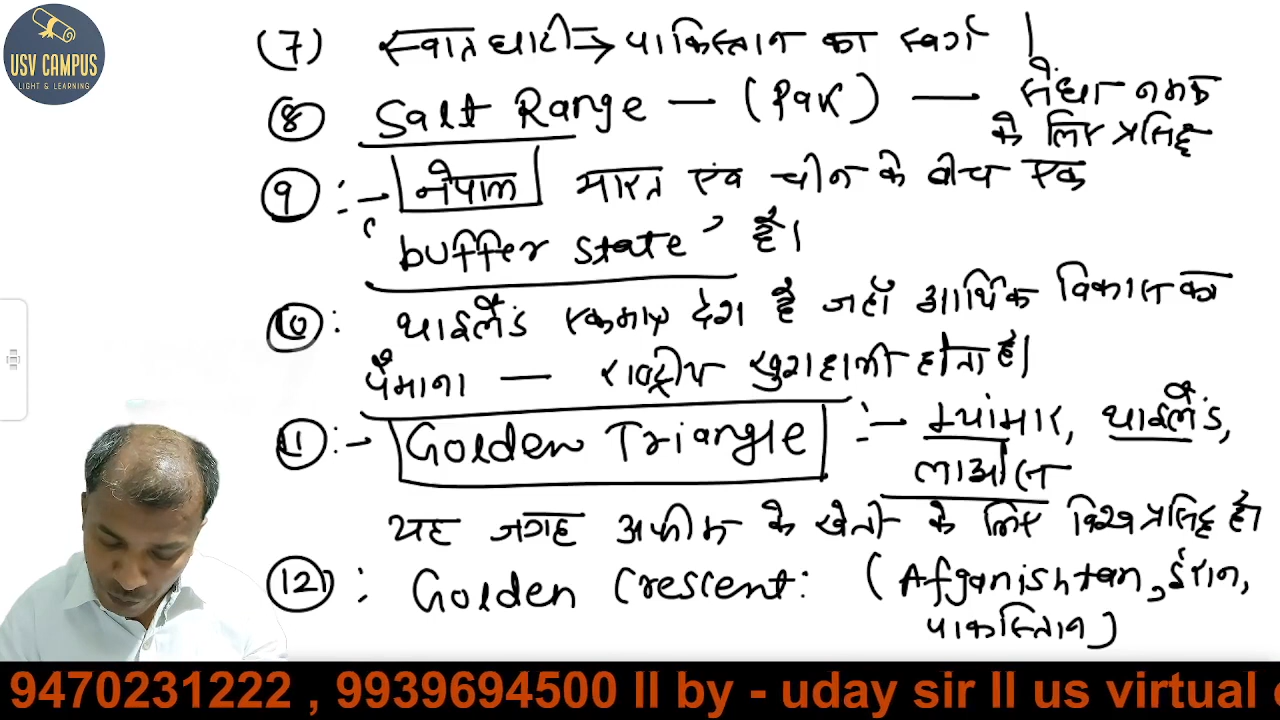 USV CAMPUS
LIGHT & LEARNING
(7) स्वात घाटी → पाकिस्तान का स्वर्ग |
(8) Salt Range — (Pak) — सेंधा नमक
के लिए प्रसिद्ध
(9) :- नेपाल भारत एवं चीन के बीच एक
'buffer state' है।
(10) : थाईलैंड एकमात्र देश है जहाँ आर्थिक विकास का
पैमाना — राष्ट्रीय खुशहाली होता है।
(11) :- Golden Triangle :- म्यांमार, थाईलैंड,
लाओस
यह जगह अफीम के खेती के लिए विश्व प्रसिद्ध है।
(12) : Golden Crescent: (Afganishtan, ईरान,
पाकस्तिान)
9470231222 , 9939694500 ll by - uday sir ll us virtual